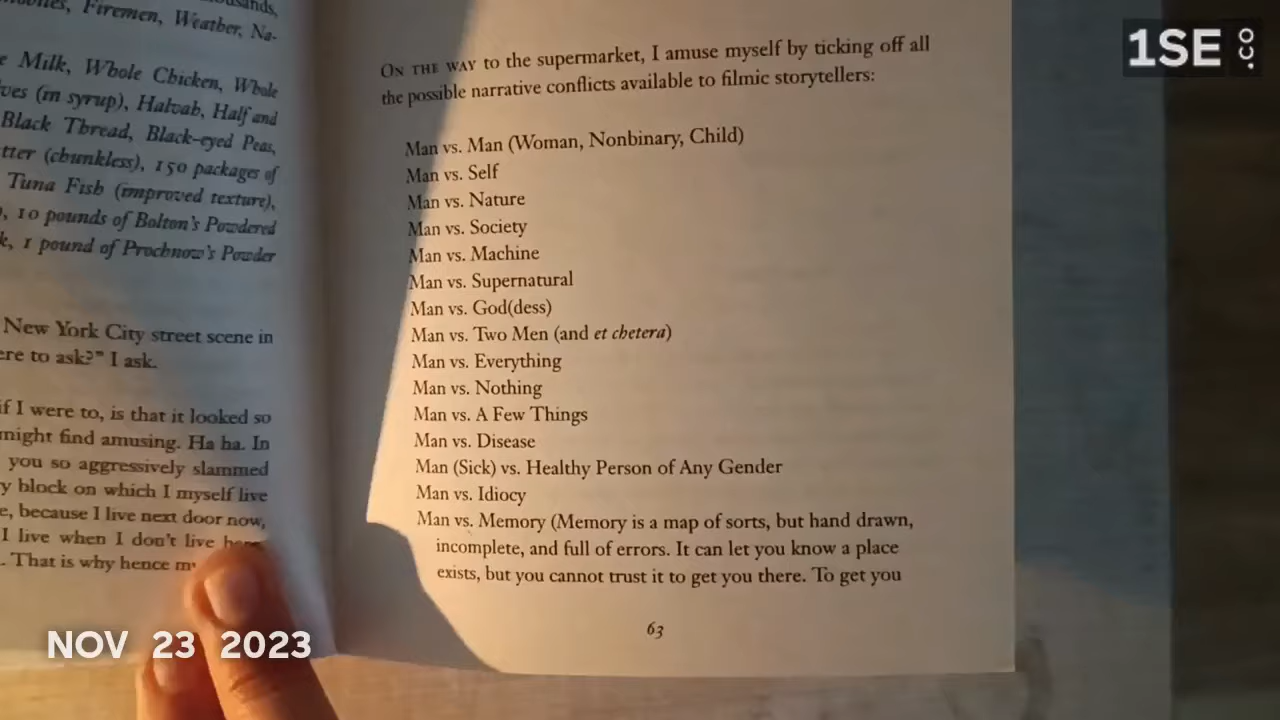 Firemen, Weather, Na-
Milk, Whole Chicken, Whole
(in syrup), Halvah, Half and
Black Thread, Black-eyed Peas,
(chunkless), 150 packages of
Tuna Fish (improved texture),
10 pounds of Bolton's Powdered
1 pound of Prochnow's Powder
New York City street scene in
to ask?" I ask.
if I were to, is that it looked so
might find amusing. Ha ha. In
you so aggressively slammed
block on which I myself live
because I live next door now,
I live when I don't live
That is why hence
ON THE WAY to the supermarket, I amuse myself by ticking off all
the possible narrative conflicts available to filmic storytellers:
Man vs. Man (Woman, Nonbinary, Child)
Man vs. Self
Man vs. Nature
Man vs. Society
Man vs. Machine
Man vs. Supernatural
Man vs. God(dess)
Man vs. Two Men (and et chetera)
Man vs. Everything
Man vs. Nothing
Man vs. A Few Things
Man vs. Disease
Man (Sick) vs. Healthy Person of Any Gender
Man vs. Idiocy
Man vs. Memory (Memory is a map of sorts, but hand drawn,
incomplete, and full of errors. It can let you know a place
exists, but you cannot trust it to get you there. To get you
63
1SE.CO
NOV 23 2023